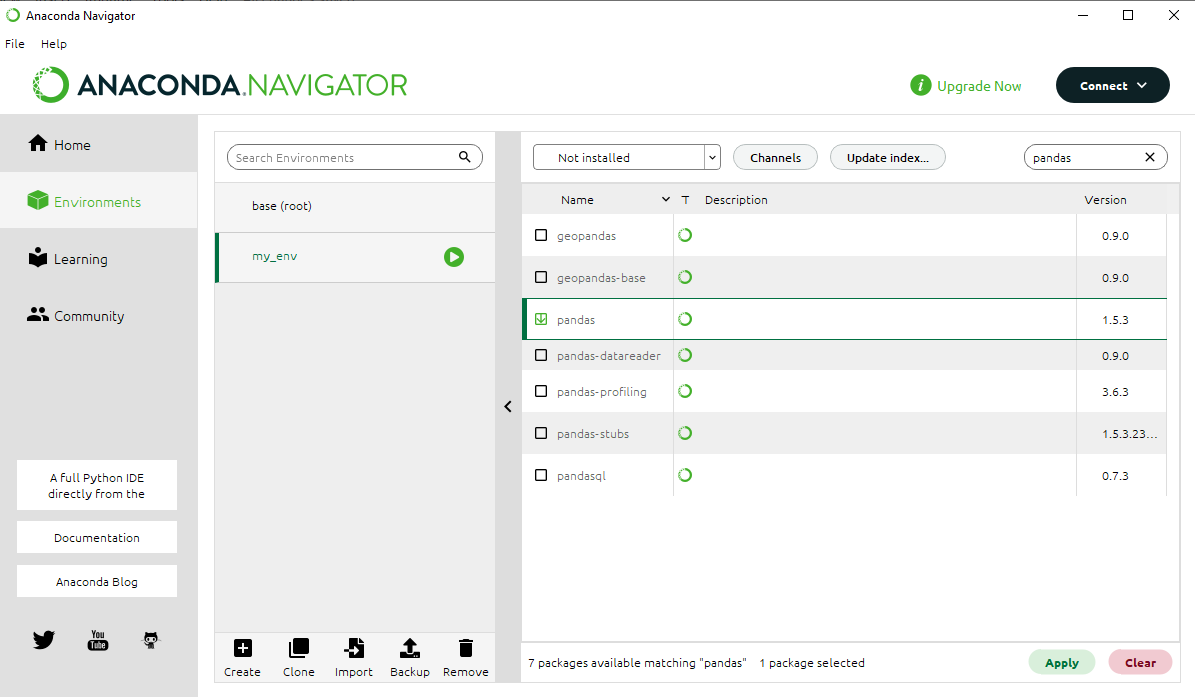 Anaconda Navigator
File Help
ANACONDA.NAVIGATOR
i Upgrade Now
Connect
Home
Environments
Learning
Community
A full Python IDE
directly from the
Documentation
Anaconda Blog
You
Tube
Search Environments
base (root)
my_env
Create Clone Import Backup Remove
Not installed Channels Update index... pandas
Name T Description Version
geopandas 0.9.0
geopandas-base 0.9.0
pandas 1.5.3
pandas-datareader 0.9.0
pandas-profiling 3.6.3
pandas-stubs 1.5.3.23...
pandasql 0.7.3
7 packages available matching "pandas" 1 package selected
Apply Clear